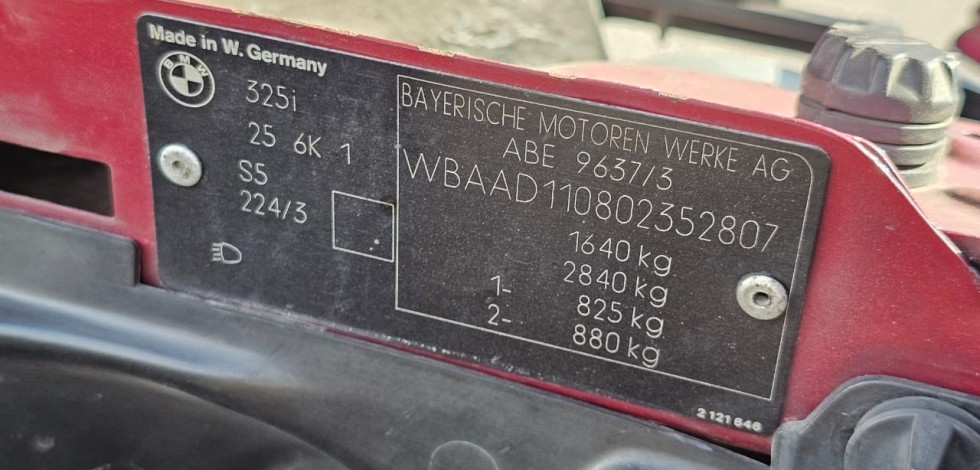 Made in W. Germany
BMW
325i
25 6K 1
S5
224/3
BAYERISCHE MOTOREN WERKE AG
ABE 9637/3
WBAAD110802352807
1640 kg
2840 kg
1- 825 kg
2- 880 kg
2 121 646